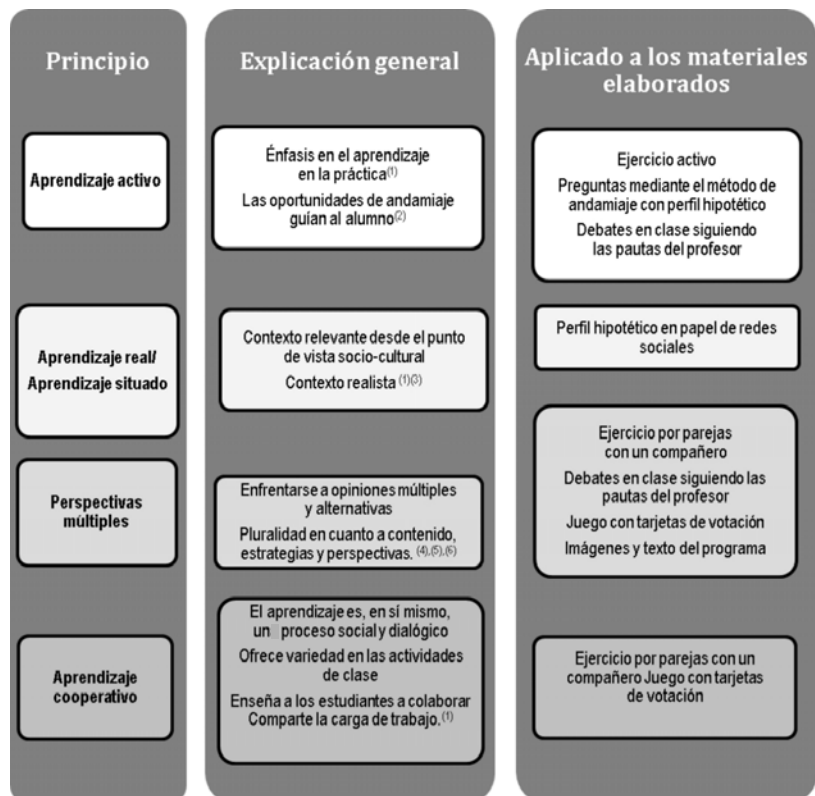 Principio
Aprendizaje activo
Aprendizaje real/
Aprendizaje situado
Perspectivas
múltiples
Aprendizaje
cooperativo
Explicación general
Énfasis en el aprendizaje
en la práctica(1)
Las oportunidades de andamiaje
guían al alumno(2)
Contexto relevante desde el punto
de vista socio-cultural
Contexto realista (1)(3)
Enfrentarse a opiniones múltiples
y alternativas
Pluralidad en cuanto a contenido,
estrategias y perspectivas. (4),(5),(6)
El aprendizaje es, en sí mismo,
un proceso social y dialógico
Ofrece variedad en las actividades
de clase
Enseña a los estudiantes a colaborar
Comparte la carga de trabajo.(1)
Aplicado a los materiales
elaborados
Ejercicio activo
Preguntas mediante el método de
andamiaje con perfil hipotético
Debates en clase siguiendo
las pautas del profesor
Perfil hipotético en papel de redes
sociales
Ejercicio por parejas
con un compañero
Debates en clase siguiendo las
pautas del profesor
Juego con tarjetas de votación
Imágenes y texto del programa
Ejercicio por parejas con un
compañero Juego con tarjetas
de votación